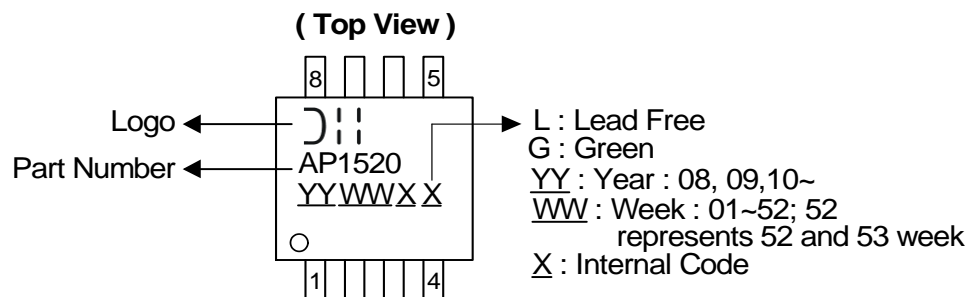 ( Top View )
8 5
Logo
Part Number
AP1520
YYWWX X
1 4
L : Lead Free
G : Green
YY : Year : 08, 09,10~
WW : Week : 01~52; 52
represents 52 and 53 week
X : Internal Code